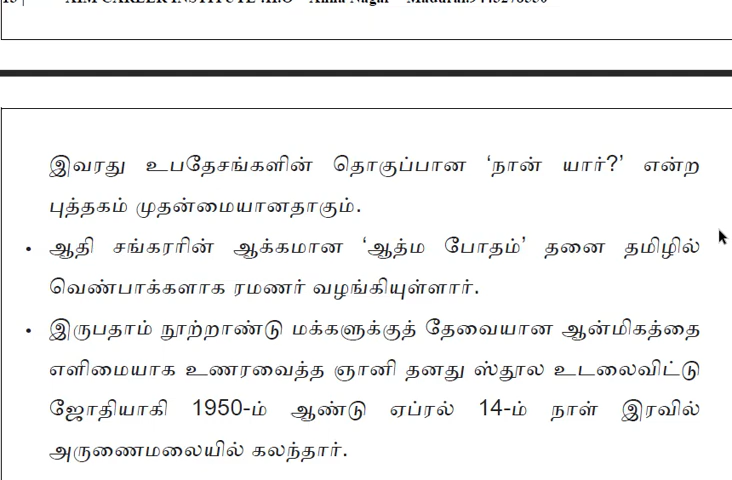 இவரது உபதேசங்களின் தொகுப்பான ‘நான் யார்?’ என்ற
புத்தகம் முதன்மையானதாகும்.
• ஆதி சங்கரரின் ஆக்கமான ‘ஆத்ம போதம்’ தனை தமிழில்
வெண்பாக்களாக ரமணர் வழங்கியுள்ளார்.
• இருபதாம் நூற்றாண்டு மக்களுக்குத் தேவையான ஆன்மிகத்தை
எளிமையாக உணரவைத்த ஞானி தனது ஸ்தூல உடலைவிட்டு
ஜோதியாகி 1950-ம் ஆண்டு ஏப்ரல் 14-ம் நாள் இரவில்
அருணைமலையில் கலந்தார்.